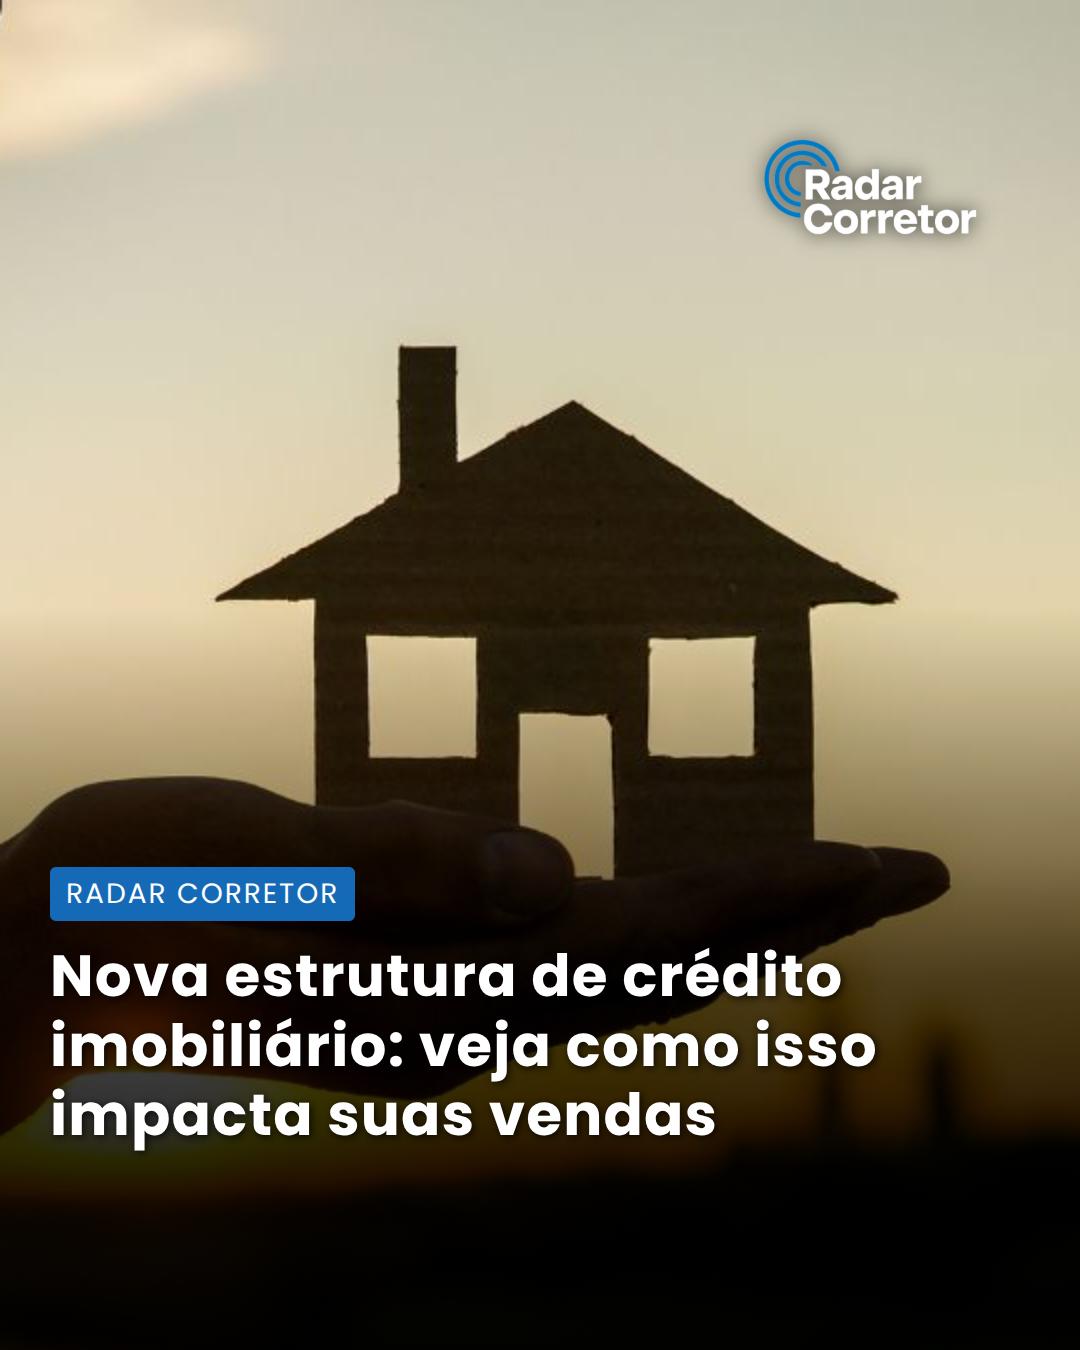 Radar
Corretor
RADAR CORRETOR
Nova estrutura de crédito
imobiliário: veja como isso
impacta suas vendas